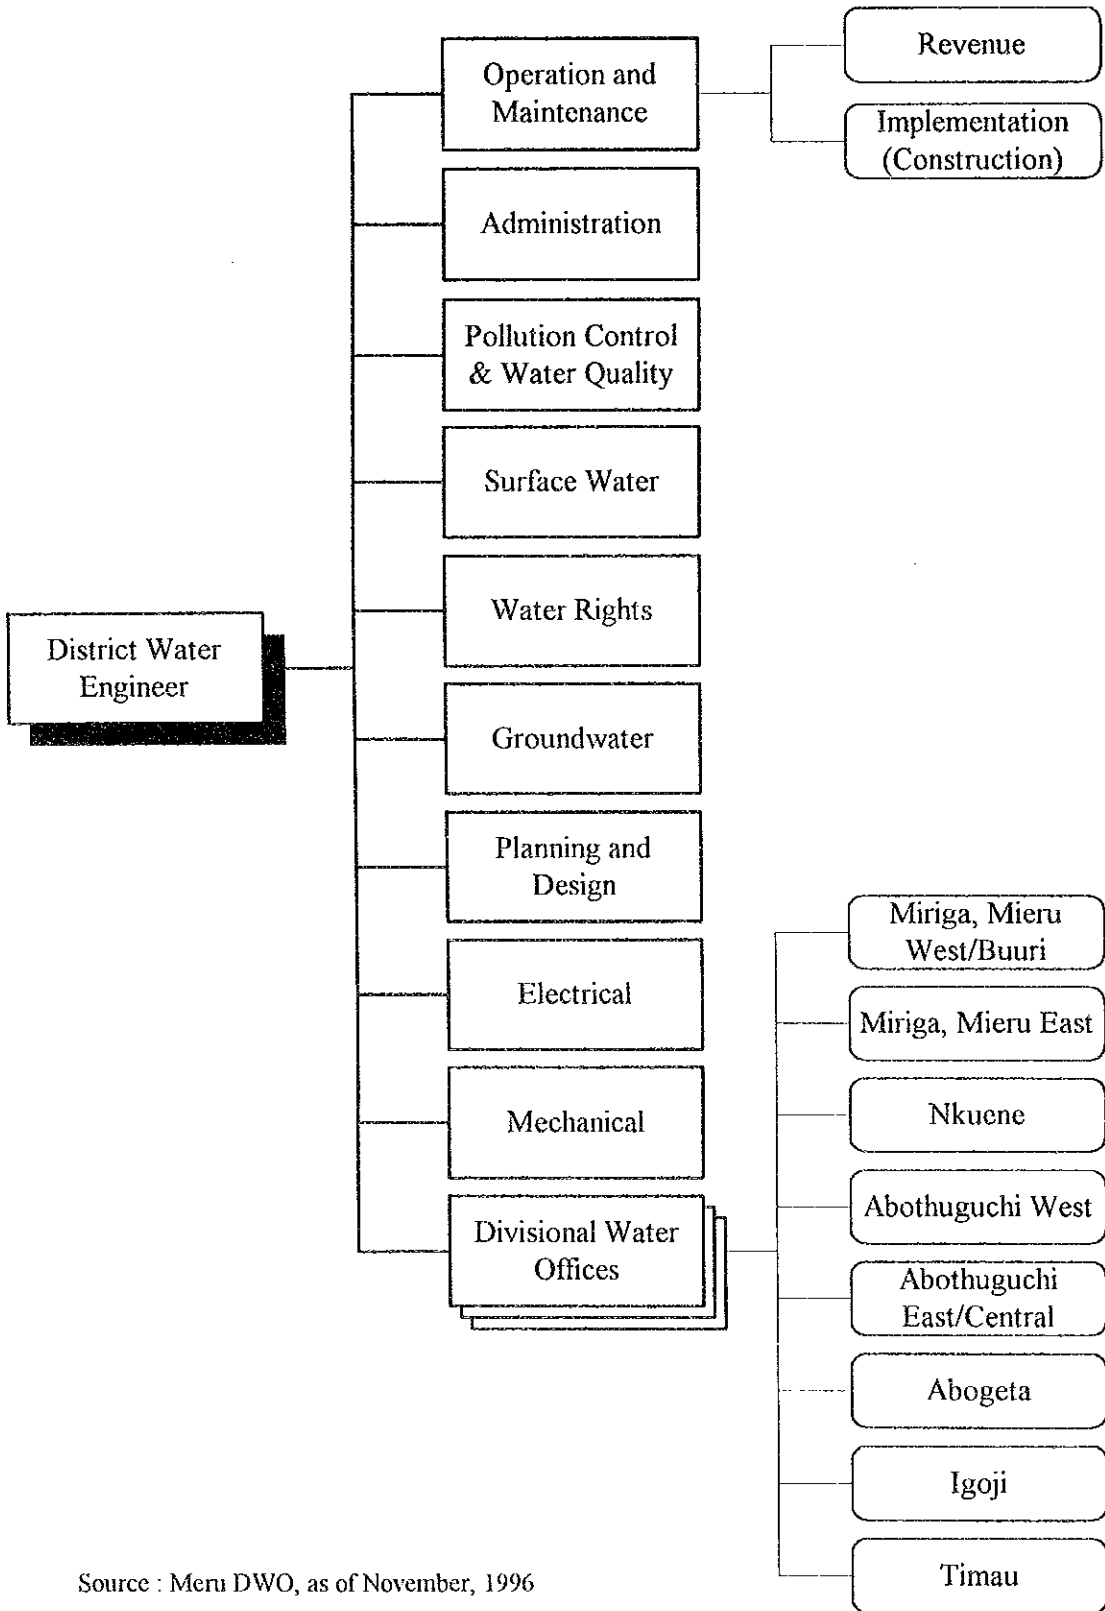 Operation and
Maintenance
Revenue
Implementation
(Construction)
Administration
Pollution Control
& Water Quality
Surface Water
Water Rights
District Water
Engineer
Groundwater
Planning and
Design
Electrical
Mechanical
Divisional Water
Offices
Miriga, Mieru
West/Buuri
Miriga, Mieru East
Nkuene
Abothuguchi West
Abothuguchi
East/Central
Abogeta
Igoji
Timau
Source : Meru DWO, as of November, 1996